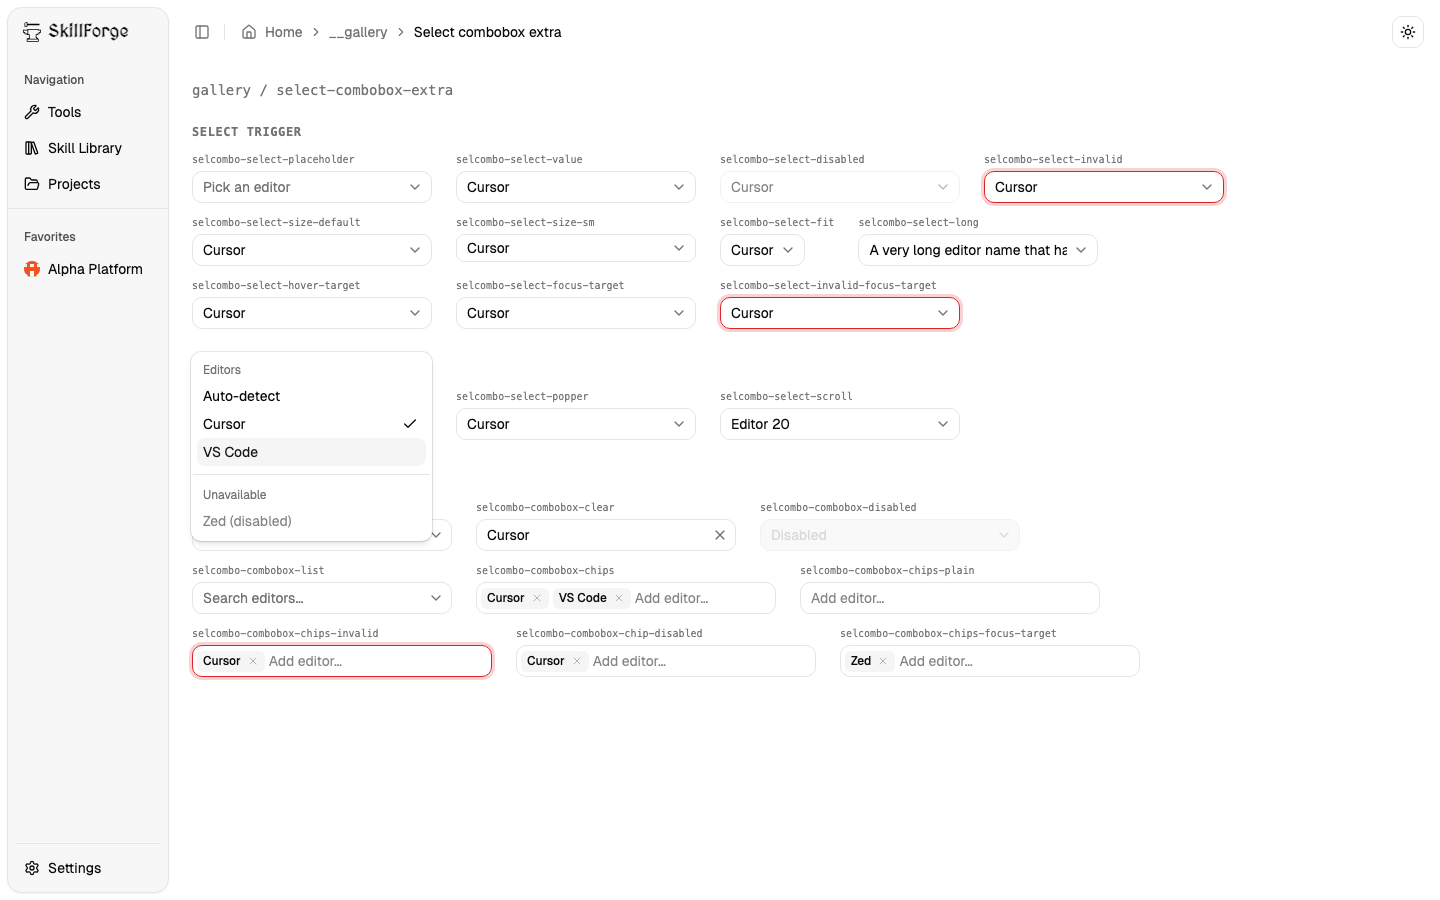 SkillForge
Navigation
Tools
Skill Library
Projects
Favorites
Alpha Platform
Settings
Home > __gallery > Select combobox extra
gallery / select-combobox-extra
SELECT TRIGGER
selcombo-select-placeholder
Pick an editor
selcombo-select-value
Cursor
selcombo-select-disabled
Cursor
selcombo-select-invalid
Cursor
selcombo-select-size-default
Cursor
selcombo-select-size-sm
Cursor
selcombo-select-fit
Cursor
selcombo-select-long
A very long editor name that ha
selcombo-select-hover-target
Cursor
selcombo-select-focus-target
Cursor
selcombo-select-invalid-focus-target
Cursor
Editors
Auto-detect
Cursor
VS Code
Unavailable
Zed (disabled)
selcombo-select-popper
Cursor
selcombo-select-scroll
Editor 20
selcombo-combobox-clear
Cursor
selcombo-combobox-disabled
Disabled
selcombo-combobox-list
Search editors...
selcombo-combobox-chips
Cursor VS Code Add editor...
selcombo-combobox-chips-plain
Add editor...
selcombo-combobox-chips-invalid
Cursor Add editor...
selcombo-combobox-chip-disabled
Cursor Add editor...
selcombo-combobox-chips-focus-target
Zed Add editor...